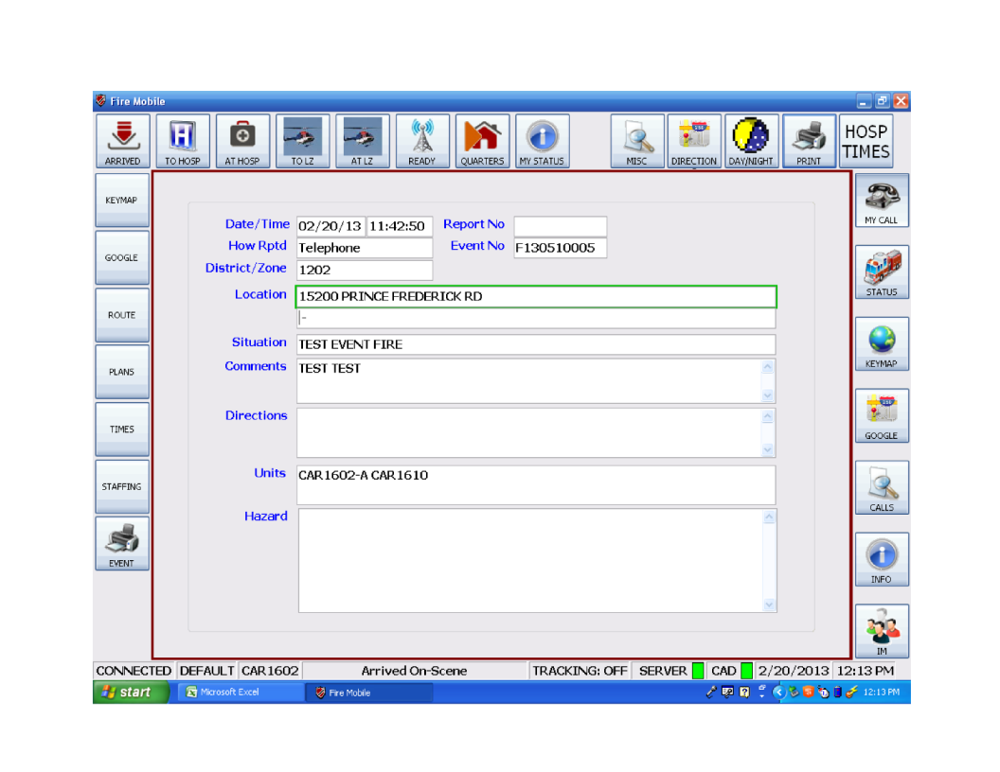 Fire Mobile
ARRIVED TO HOSP AT HOSP TO LZ AT LZ READY QUARTERS MY STATUS MISC DIRECTION DAY/NIGHT PRINT HOSP TIMES
KEYMAP
GOOGLE
ROUTE
PLANS
TIMES
STAFFING
EVENT
Date/Time 02/20/13 11:42:50 Report No
How Rptd Telephone Event No F130510005
District/Zone 1202
Location 15200 PRINCE FREDERICK RD
-
Situation TEST EVENT FIRE
Comments TEST TEST
Directions
Units CAR1602-A CAR1610
Hazard
MY CALL
STATUS
KEYMAP
GOOGLE
CALLS
INFO
IM
CONNECTED DEFAULT CAR1602 Arrived On-Scene TRACKING: OFF SERVER CAD 2/20/2013 12:13 PM
start Microsoft Excel Fire Mobile 12:13 PM